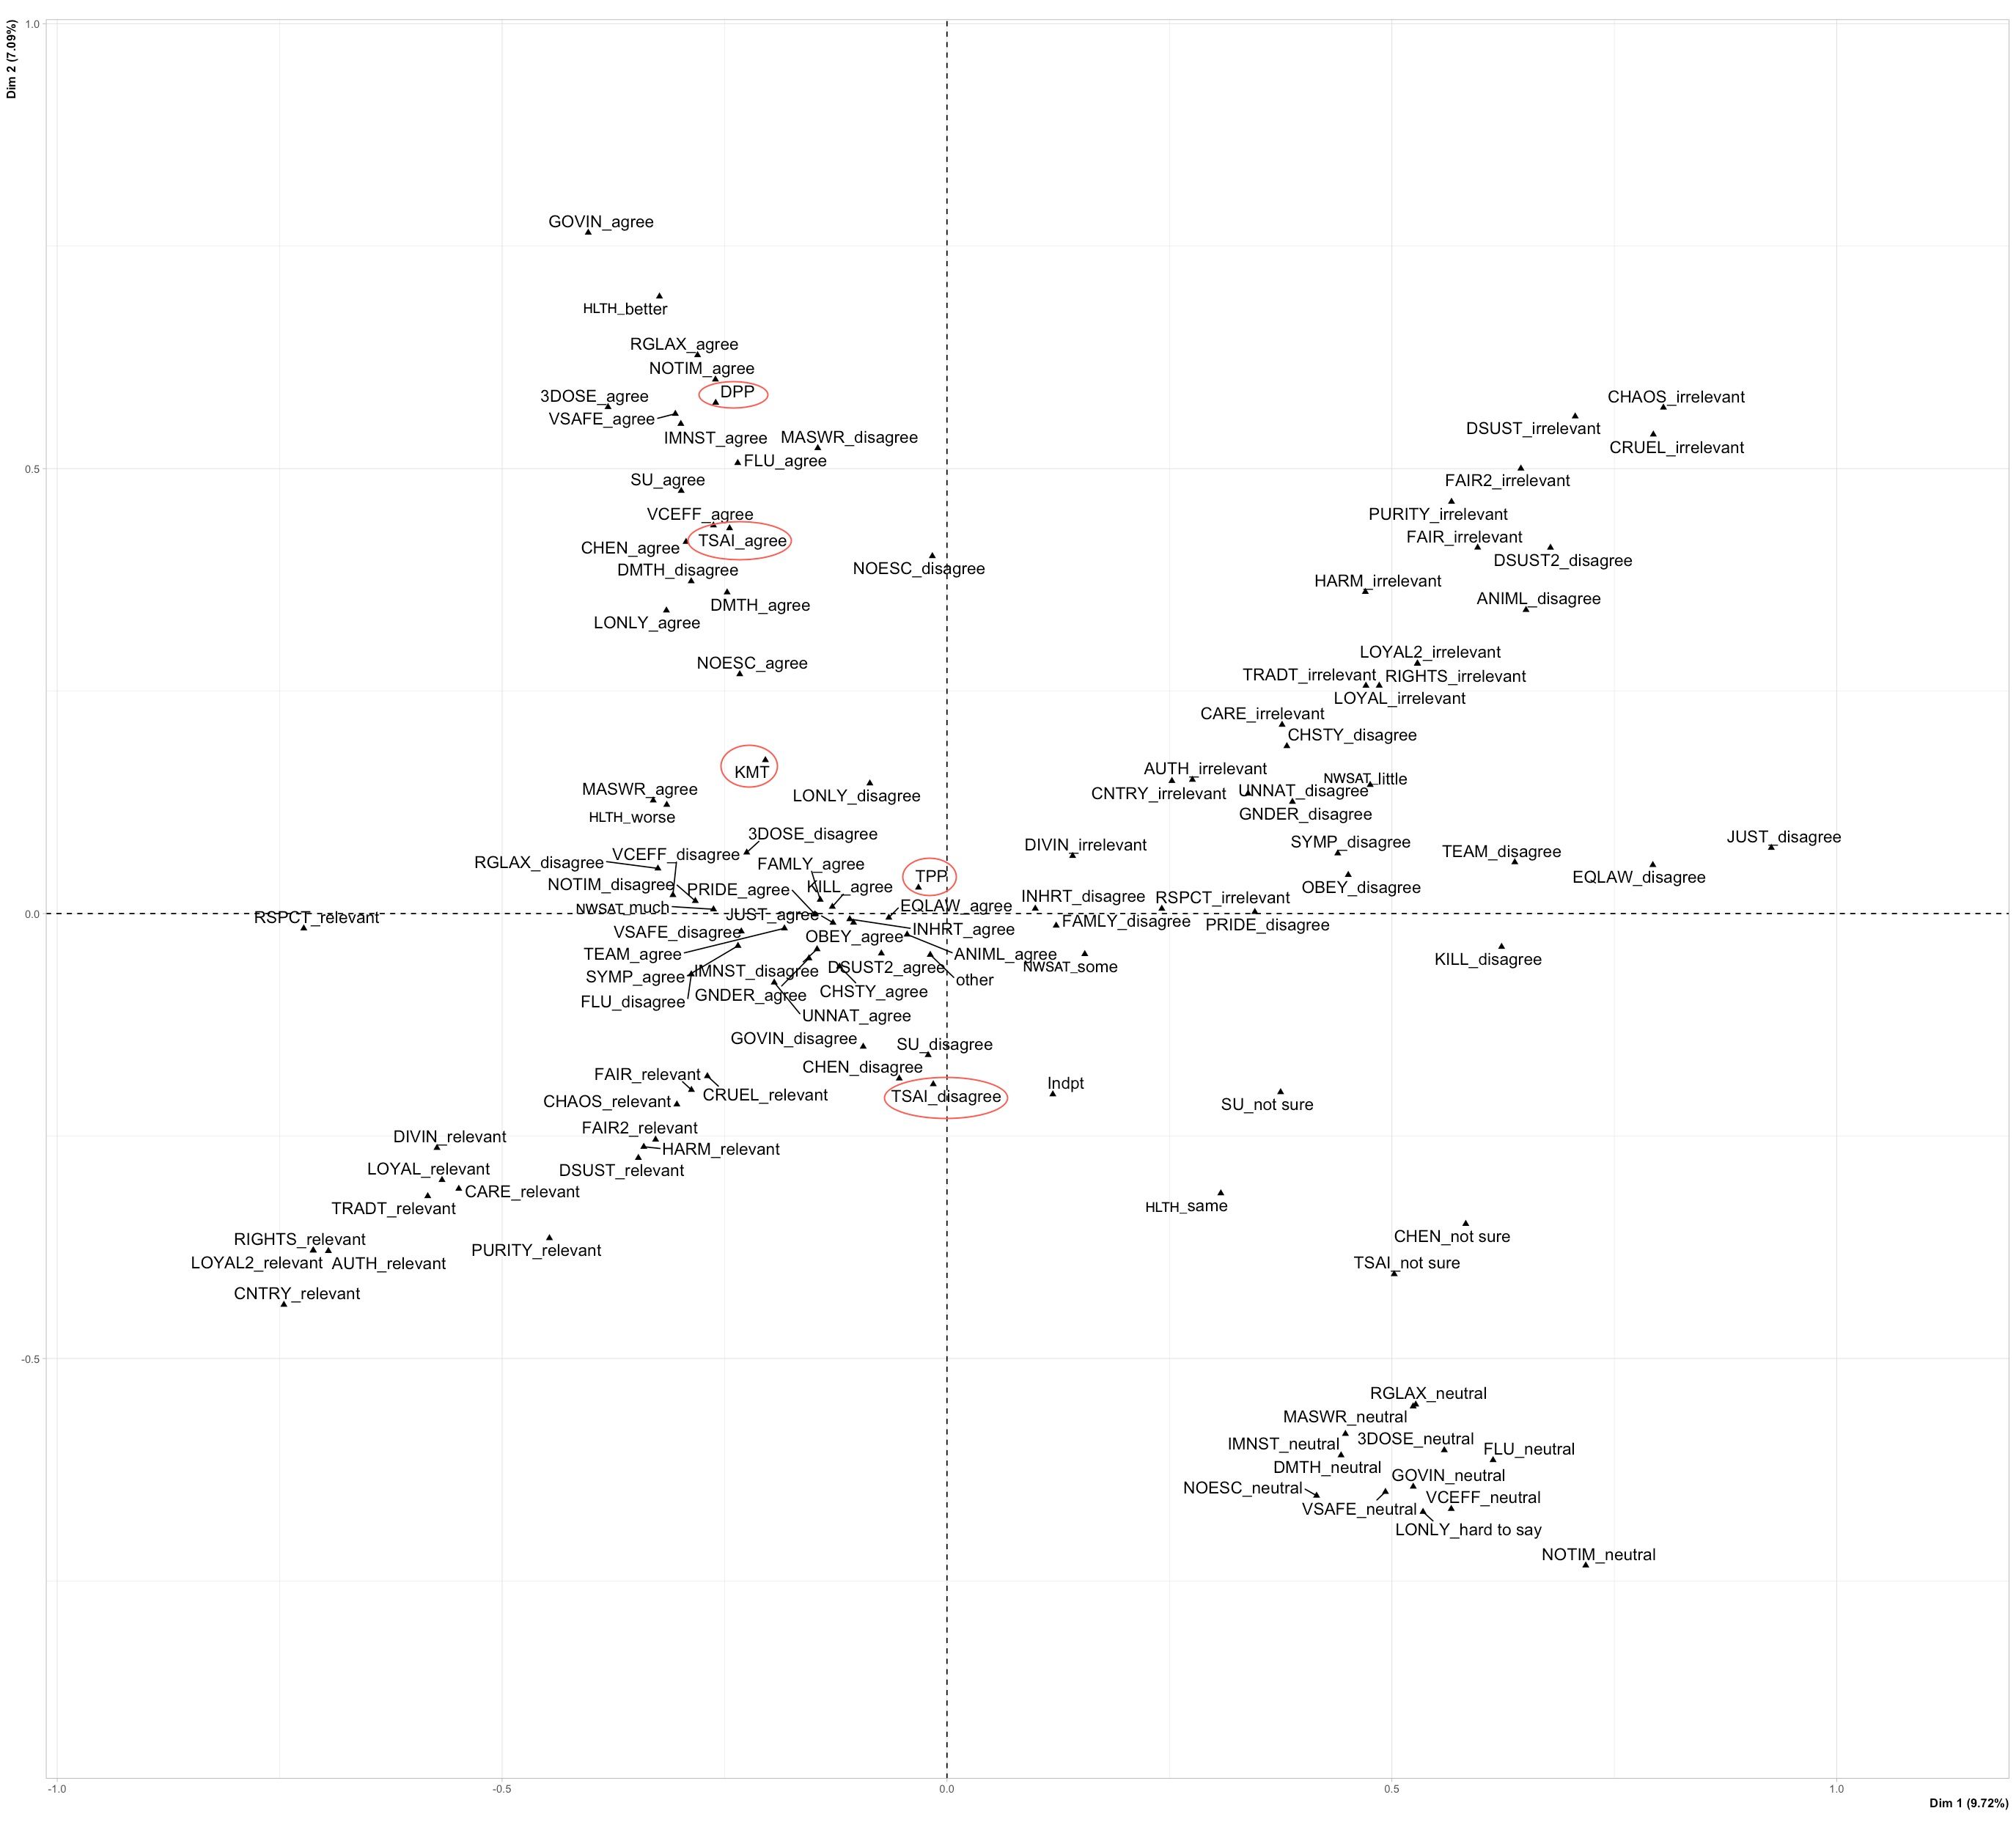 Dim 2 (7.09%)
1.0
GOVIN_agree
HLTH_better
RGLAX_agree
NOTIM_agree
DPP
3DOSE_agree
CHAOS_irrelevant
VSAFE_agree
DSUST_irrelevant
IMNST_agree
MASWR_disagree
CRUEL_irrelevant
FLU_agree
0.5
SU_agree
FAIR2_irrelevant
VCEFF_agree
PURITY_irrelevant
TSAI_agree
FAIR_irrelevant
CHEN_agree
DSUST2_disagree
DMTH_disagree
NOESC_disagree
HARM_irrelevant
DMTH_agree
ANIML_disagree
LONLY_agree
LOYAL2_irrelevant
NOESC_agree
TRADT_irrelevant
RIGHTS_irrelevant
LOYAL_irrelevant
CARE_irrelevant
CHSTY_disagree
KMT
AUTH_irrelevant
NWSAT_little
MASWR_agree
LONLY_disagree
CNTRY_irrelevant
UNNAT_disagree
HLTH_worse
GNDER_disagree
3DOSE_disagree
SYMP_disagree
JUST_disagree
RGLAX_disagree
VCEFF_disagree
FAMLY_agree
DIVIN_irrelevant
TEAM_disagree
TPP
EQLAW_disagree
NOTIM_disagree
PRIDE_agree
KILL_agree
OBEY_disagree
NWSAT_much
EQLAW_agree
INHRT_disagree
RSPCT_irrelevant
0.0
RSPCT_relevant
JUST_agree
FAMLY_disagree
PRIDE_disagree
VSAFE_disagree
OBEY_agree
INHRT_agree
TEAM_agree
ANIML_agree
KILL_disagree
SYMP_agree
IMNST_disagree
DSUST2_agree
NWSAT_some
other
FLU_disagree
GNDER_agree
CHSTY_agree
UNNAT_agree
GOVIN_disagree
SU_disagree
CHEN_disagree
FAIR_relevant
Indpt
CRUEL_relevant
TSAI_disagree
CHAOS_relevant
SU_not sure
FAIR2_relevant
DIVIN_relevant
HARM_relevant
LOYAL_relevant
DSUST_relevant
CARE_relevant
TRADT_relevant
HLTH_same
RIGHTS_relevant
PURITY_relevant
CHEN_not sure
LOYAL2_relevant
AUTH_relevant
TSAI_not sure
CNTRY_relevant
-0.5
RGLAX_neutral
MASWR_neutral
IMNST_neutral
3DOSE_neutral
FLU_neutral
DMTH_neutral
GOVIN_neutral
NOESC_neutral
VCEFF_neutral
VSAFE_neutral
LONLY_hard to say
NOTIM_neutral
-1.0
-0.5
0.0
0.5
1.0
Dim 1 (9.72%)